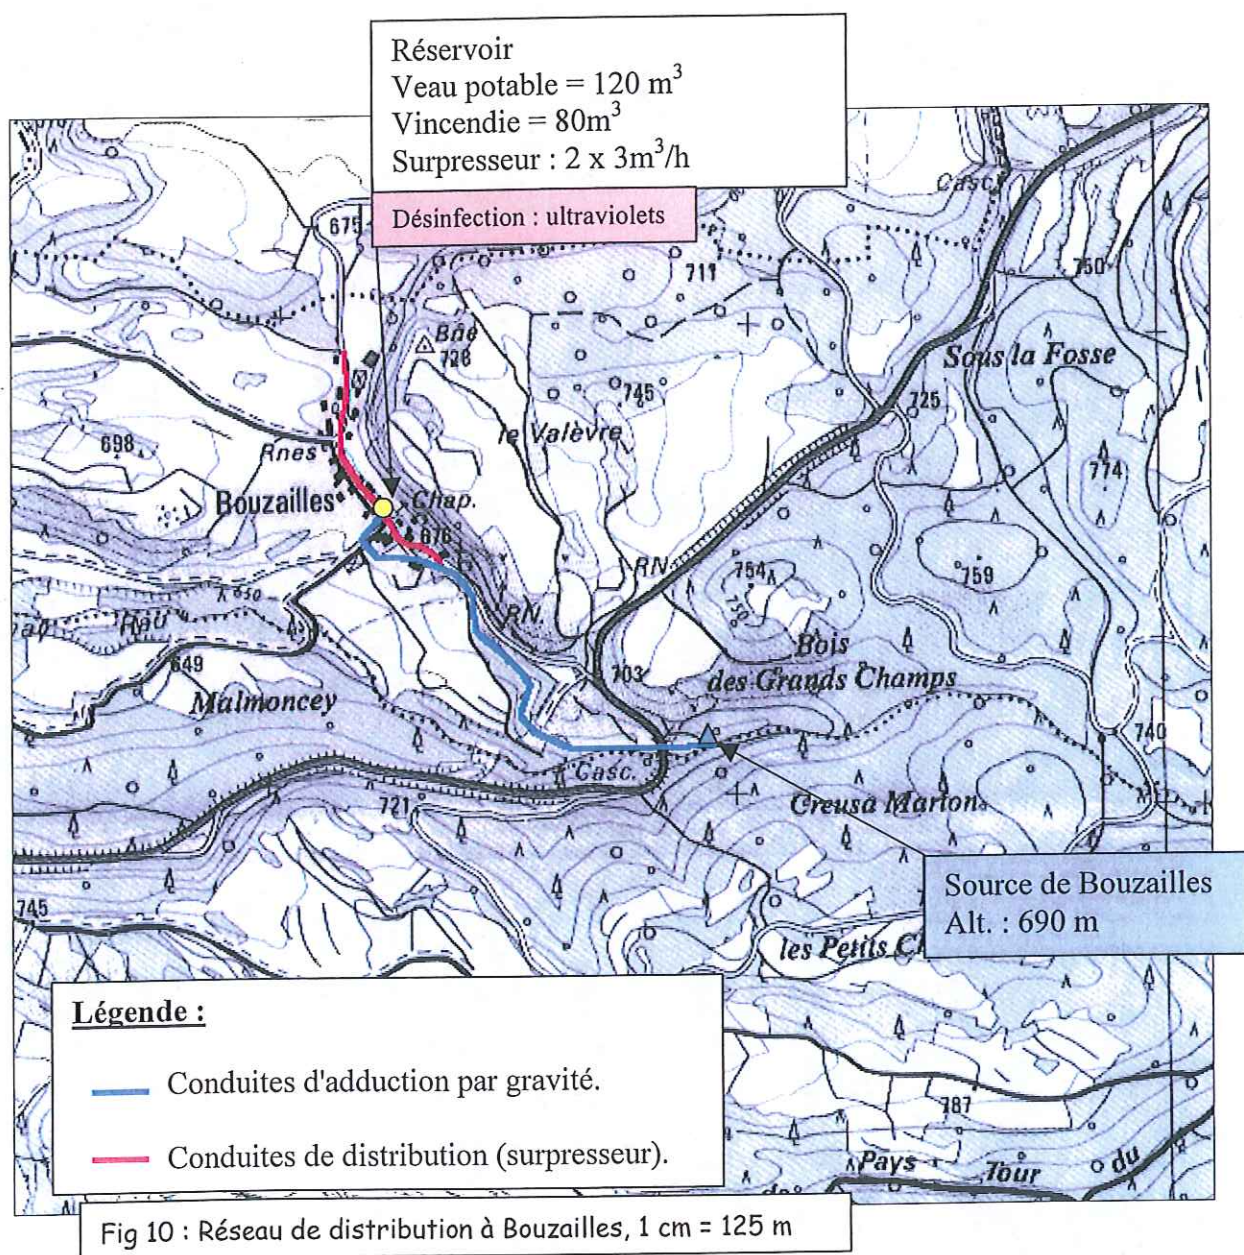 Réservoir
Veau potable = 120 m³
Vincendie = 80m³
Surpresseur : 2 x 3m³/h
Désinfection : ultraviolets
Casc.
675
711
750
Bne
728
Sous la Fosse
745
725
le Valèvre
698
Rnes
774
Bouzailles
Chap.
676
RN
754
759
750
650
Rau
RN.
649
Bois
703
des Grands Champs
Malmoncey
740
Casc.
721
Creusa Marion
Source de Bouzailles
Alt. : 690 m
745
les Petits C
Légende :
Conduites d'adduction par gravité.
787
Conduites de distribution (surpresseur).
Pays Tour du
Fig 10 : Réseau de distribution à Bouzailles, 1 cm = 125 m